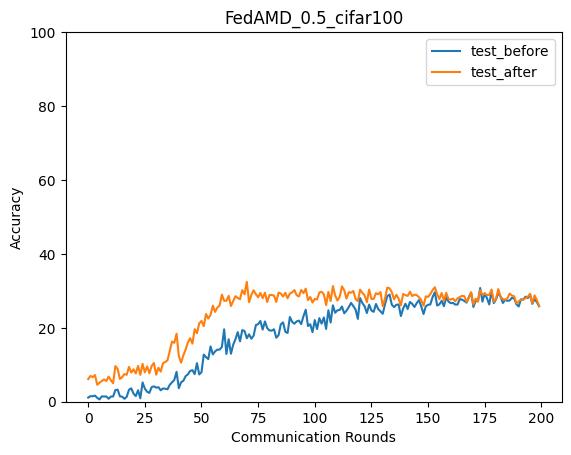 FedAMD_0.5_cifar100
100
80
60
40
20
0
Accuracy
test_before
test_after
0 25 50 75 100 125 150 175 200
Communication Rounds